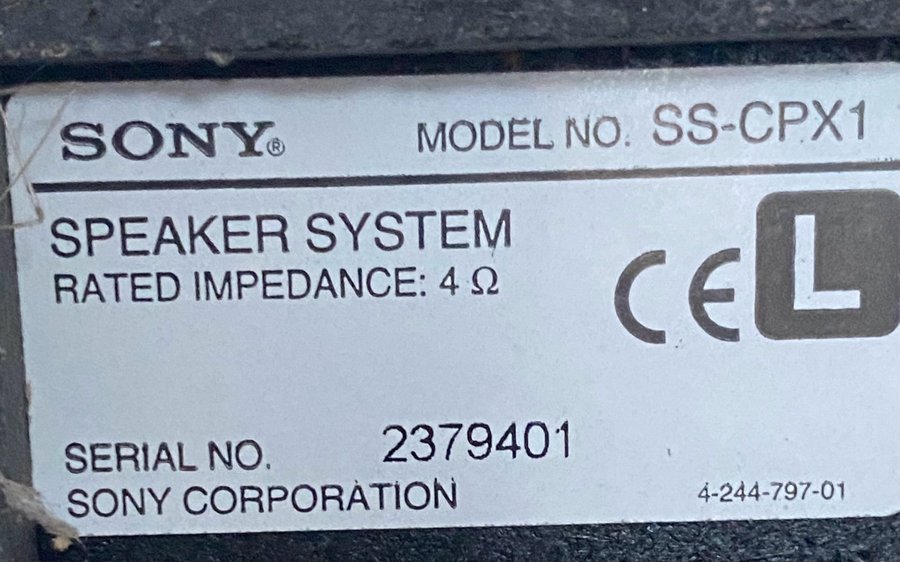 SONY® MODEL NO. SS-CPX1
SPEAKER SYSTEM
RATED IMPEDANCE: 4 Ω
CE L
SERIAL NO. 2379401
SONY CORPORATION 4-244-797-01